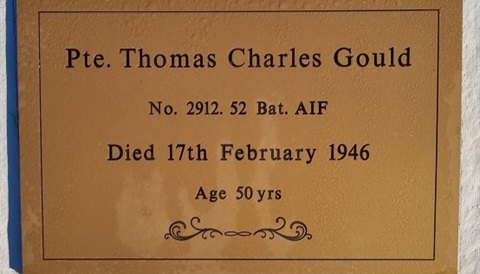 Pte. Thomas Charles Gould
No. 2912. 52 Bat. AIF
Died 17th February 1946
Age 50 yrs